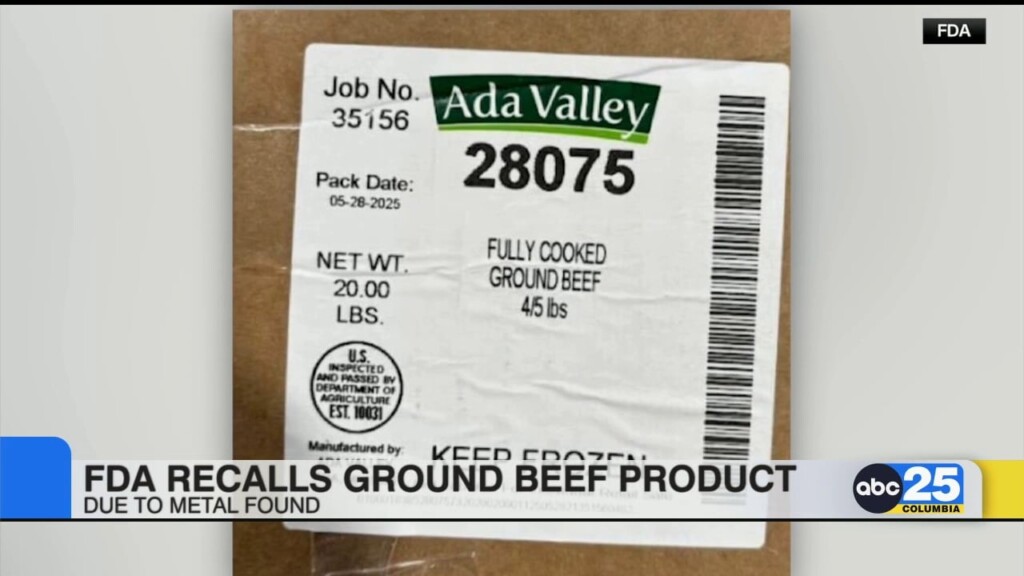 FDA
Job No.
35156
Ada Valley
28075
Pack Date:
05-28-2025
FULLY COOKED
GROUND BEEF
4/5 lbs
NET WT.
20.00
LBS.
U.S.
INSPECTED
AND PASSED BY
DEPARTMENT OF
AGRICULTURE
EST. 10031
Manufactured by:
KEEP FROZEN
FDA RECALLS GROUND BEEF PRODUCT
DUE TO METAL FOUND
abc 25
COLUMBIA